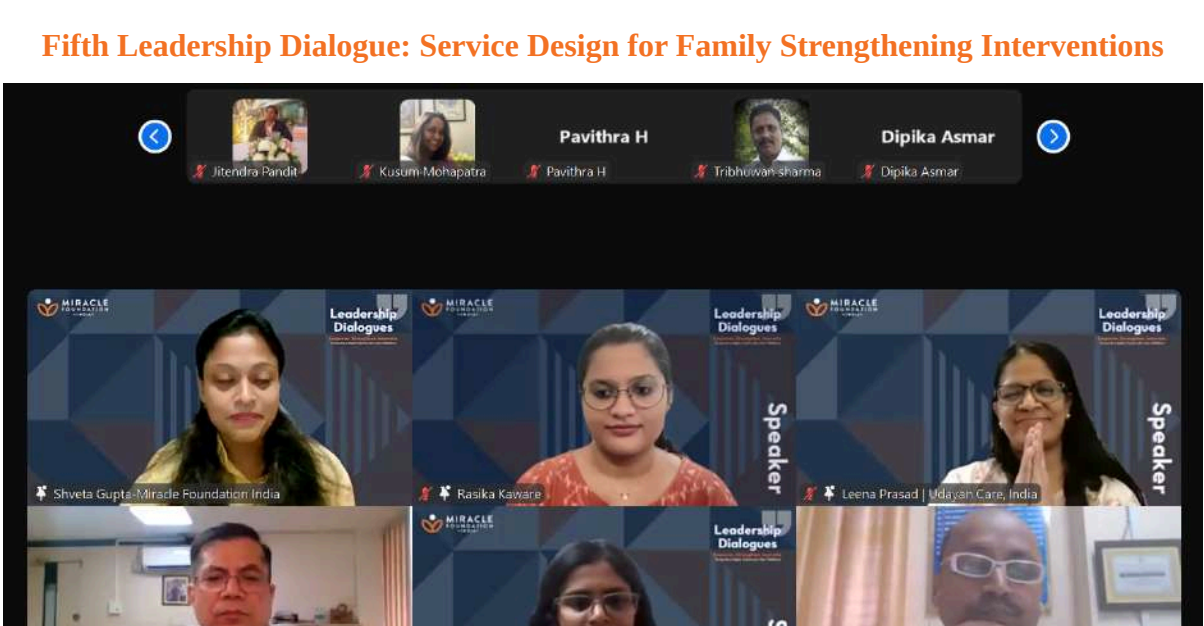 Fifth Leadership Dialogue: Service Design for Family Strengthening Interventions
Pavithra H
Dipika Asmar
Jitendra Pandit
Kusum Mohapatra
Pavithra H
Tribhuwan sharma
Dipika Asmar
MIRACLE
FOUNDATION
Leadership
Dialogues
MIRACLE
FOUNDATION
Leadership
Dialogues
Speaker
MIRACLE
FOUNDATION
Leadership
Dialogues
Speaker
Shveta Gupta-Miracle Foundation India
Rasika Kaware
Leena Prasad | Udayan Care, India
MIRACLE
FOUNDATION
Leadership
Dialogues